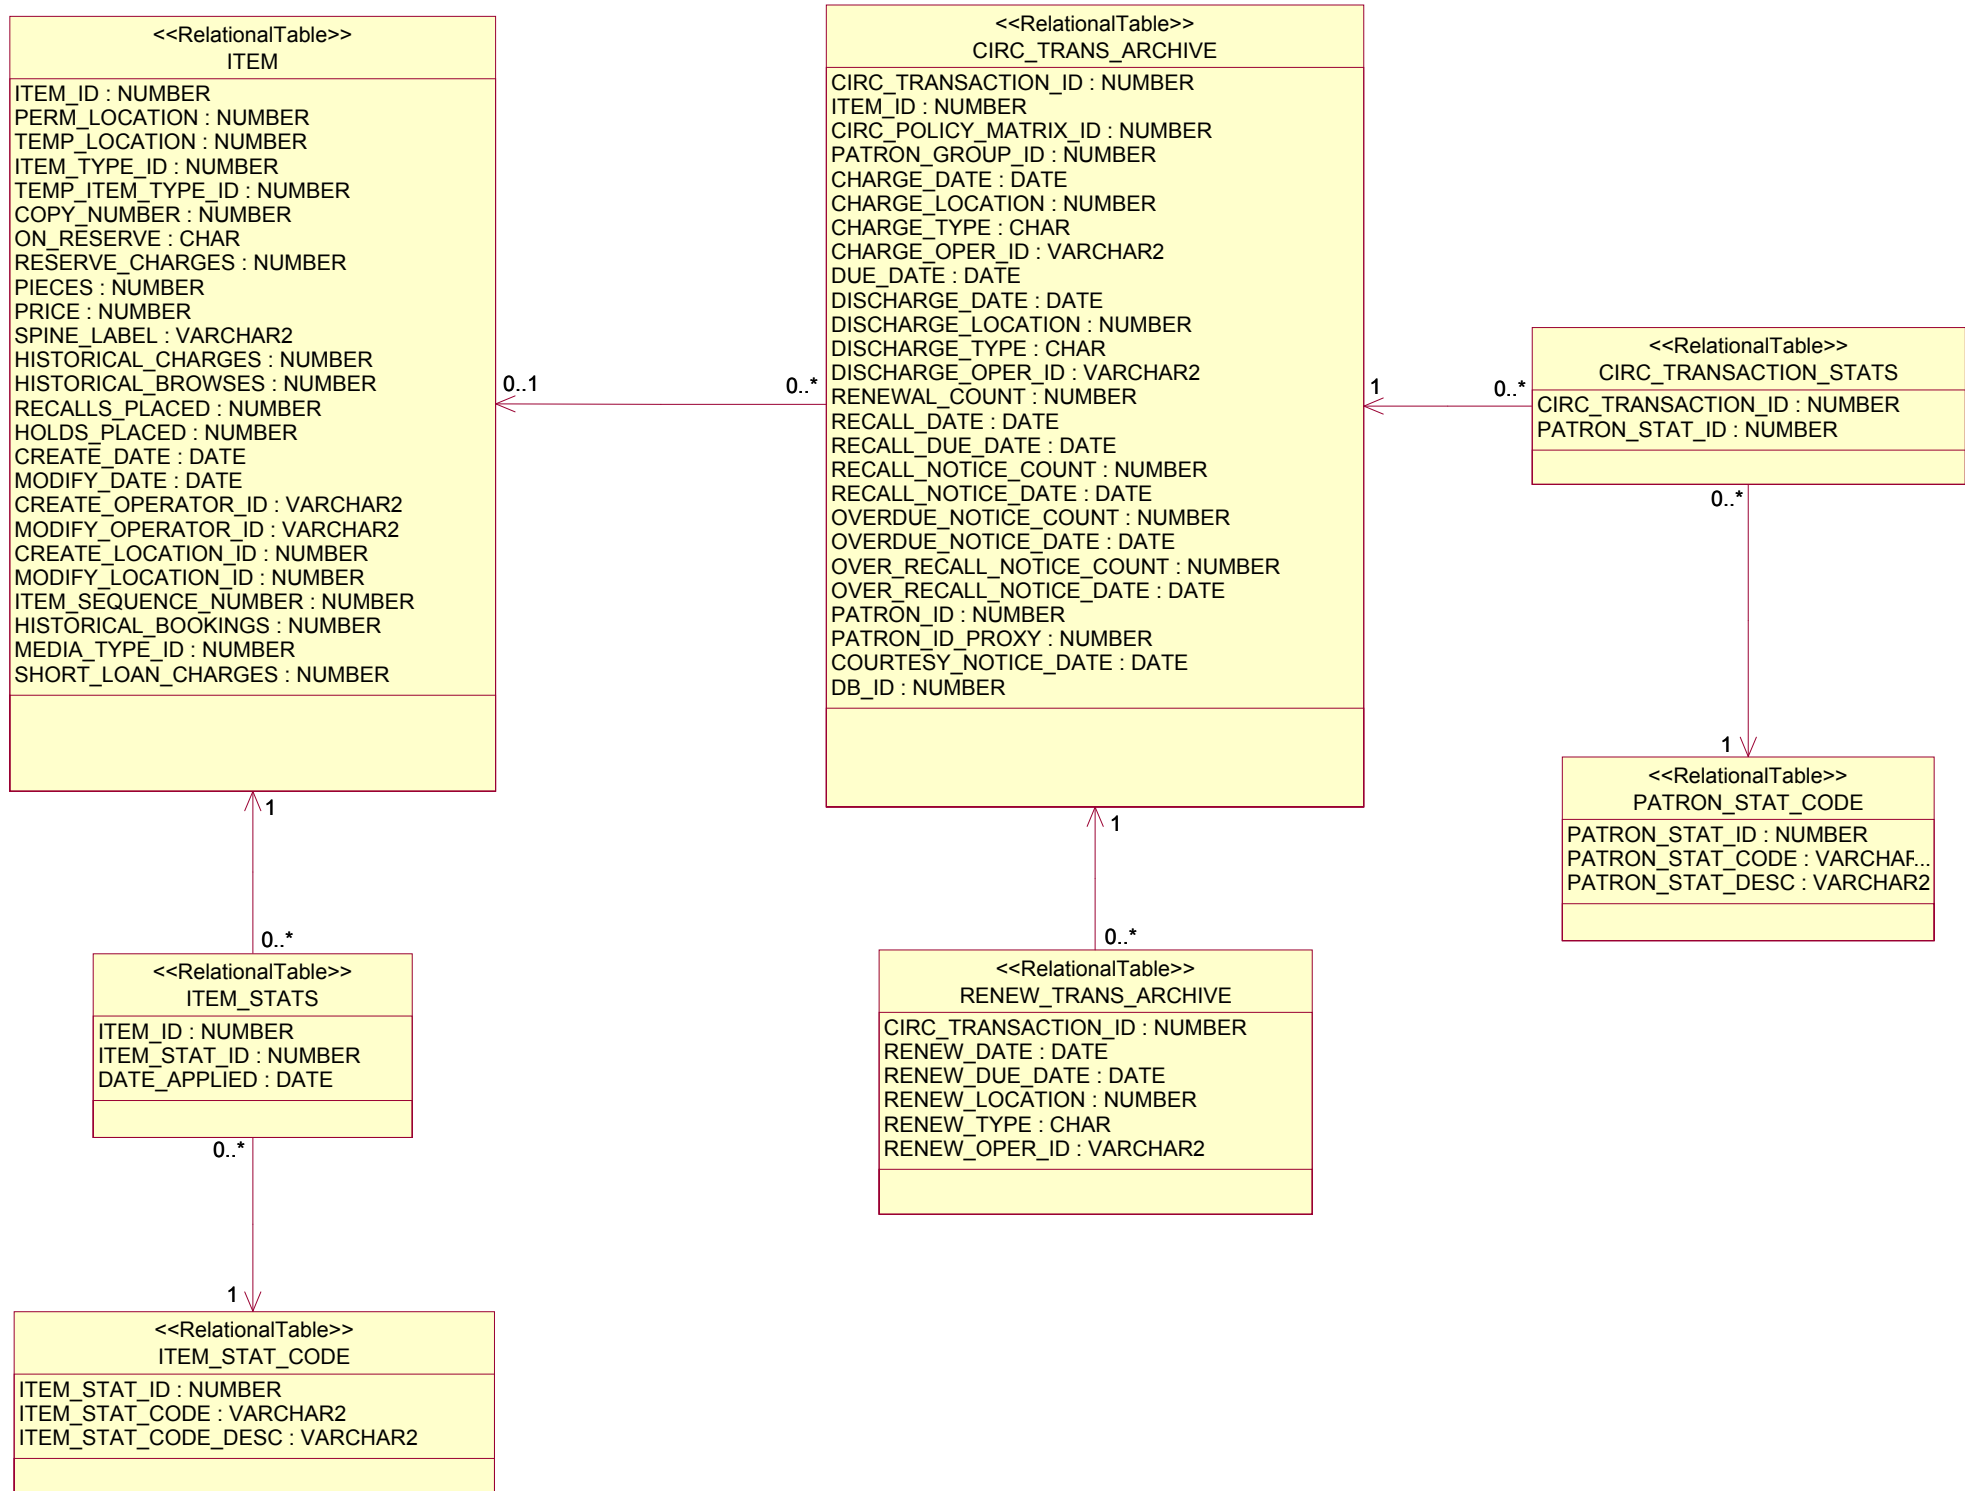 <<RelationalTable>>
ITEM
ITEM_ID : NUMBER
PERM_LOCATION : NUMBER
TEMP_LOCATION : NUMBER
ITEM_TYPE_ID : NUMBER
TEMP_ITEM_TYPE_ID : NUMBER
COPY_NUMBER : NUMBER
ON_RESERVE : CHAR
RESERVE_CHARGES : NUMBER
PIECES : NUMBER
PRICE : NUMBER
SPINE_LABEL : VARCHAR2
HISTORICAL_CHARGES : NUMBER
HISTORICAL_BROWSES : NUMBER
RECALLS_PLACED : NUMBER
HOLDS_PLACED : NUMBER
CREATE_DATE : DATE
MODIFY_DATE : DATE
CREATE_OPERATOR_ID : VARCHAR2
MODIFY_OPERATOR_ID : VARCHAR2
CREATE_LOCATION_ID : NUMBER
MODIFY_LOCATION_ID : NUMBER
ITEM_SEQUENCE_NUMBER : NUMBER
HISTORICAL_BOOKINGS : NUMBER
MEDIA_TYPE_ID : NUMBER
SHORT_LOAN_CHARGES : NUMBER
0..1
0..*
<<RelationalTable>>
CIRC_TRANS_ARCHIVE
CIRC_TRANSACTION_ID : NUMBER
ITEM_ID : NUMBER
CIRC_POLICY_MATRIX_ID : NUMBER
PATRON_GROUP_ID : NUMBER
CHARGE_DATE : DATE
CHARGE_LOCATION : NUMBER
CHARGE_TYPE : CHAR
CHARGE_OPER_ID : VARCHAR2
DUE_DATE : DATE
DISCHARGE_DATE : DATE
DISCHARGE_LOCATION : NUMBER
DISCHARGE_TYPE : CHAR
DISCHARGE_OPER_ID : VARCHAR2
RENEWAL_COUNT : NUMBER
RECALL_DATE : DATE
RECALL_DUE_DATE : DATE
RECALL_NOTICE_COUNT : NUMBER
RECALL_NOTICE_DATE : DATE
OVERDUE_NOTICE_COUNT : NUMBER
OVERDUE_NOTICE_DATE : DATE
OVER_RECALL_NOTICE_COUNT : NUMBER
OVER_RECALL_NOTICE_DATE : DATE
PATRON_ID : NUMBER
PATRON_ID_PROXY : NUMBER
COURTESY_NOTICE_DATE : DATE
DB_ID : NUMBER
1
0..*
<<RelationalTable>>
CIRC_TRANSACTION_STATS
CIRC_TRANSACTION_ID : NUMBER
PATRON_STAT_ID : NUMBER
0..*
1
<<RelationalTable>>
PATRON_STAT_CODE
PATRON_STAT_ID : NUMBER
PATRON_STAT_CODE : VARCHAR...
PATRON_STAT_DESC : VARCHAR2
1
0..*
<<RelationalTable>>
ITEM_STATS
ITEM_ID : NUMBER
ITEM_STAT_ID : NUMBER
DATE_APPLIED : DATE
0..*
1
<<RelationalTable>>
ITEM_STAT_CODE
ITEM_STAT_ID : NUMBER
ITEM_STAT_CODE : VARCHAR2
ITEM_STAT_CODE_DESC : VARCHAR2
1
0..*
<<RelationalTable>>
RENEW_TRANS_ARCHIVE
CIRC_TRANSACTION_ID : NUMBER
RENEW_DATE : DATE
RENEW_DUE_DATE : DATE
RENEW_LOCATION : NUMBER
RENEW_TYPE : CHAR
RENEW_OPER_ID : VARCHAR2